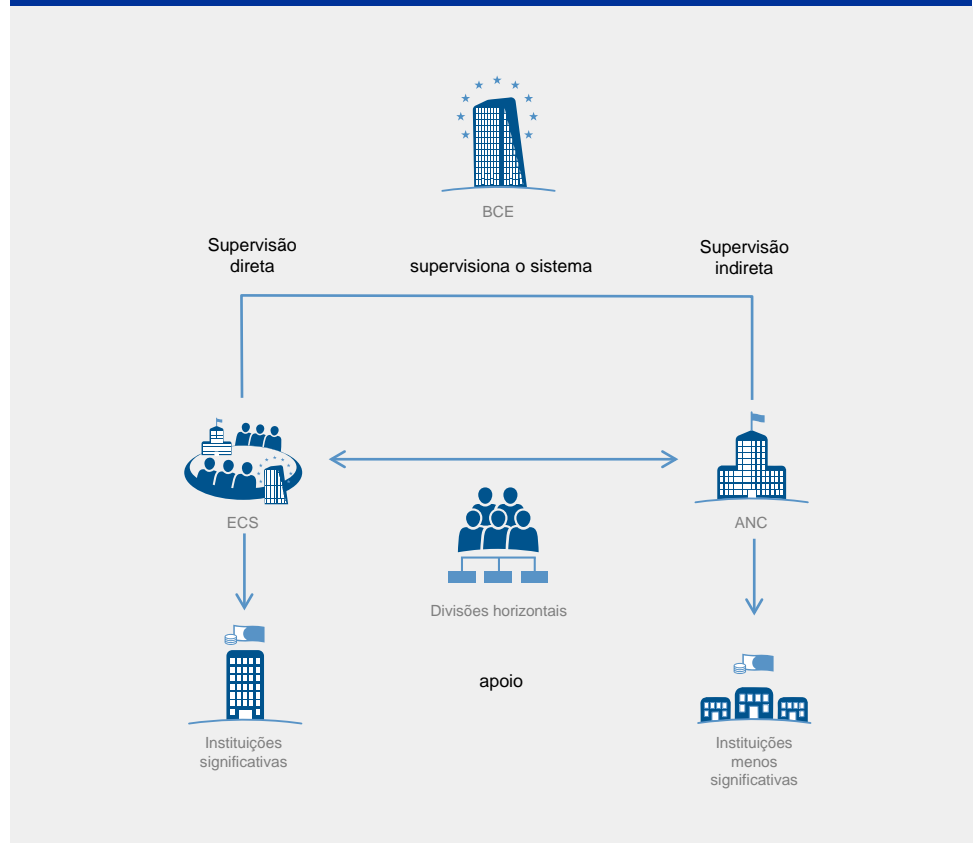 BCE
Supervisão
direta
supervisiona o sistema
Supervisão
indireta
ECS
ANC
Divisões horizontais
apoio
Instituições
significativas
Instituições
menos
significativas